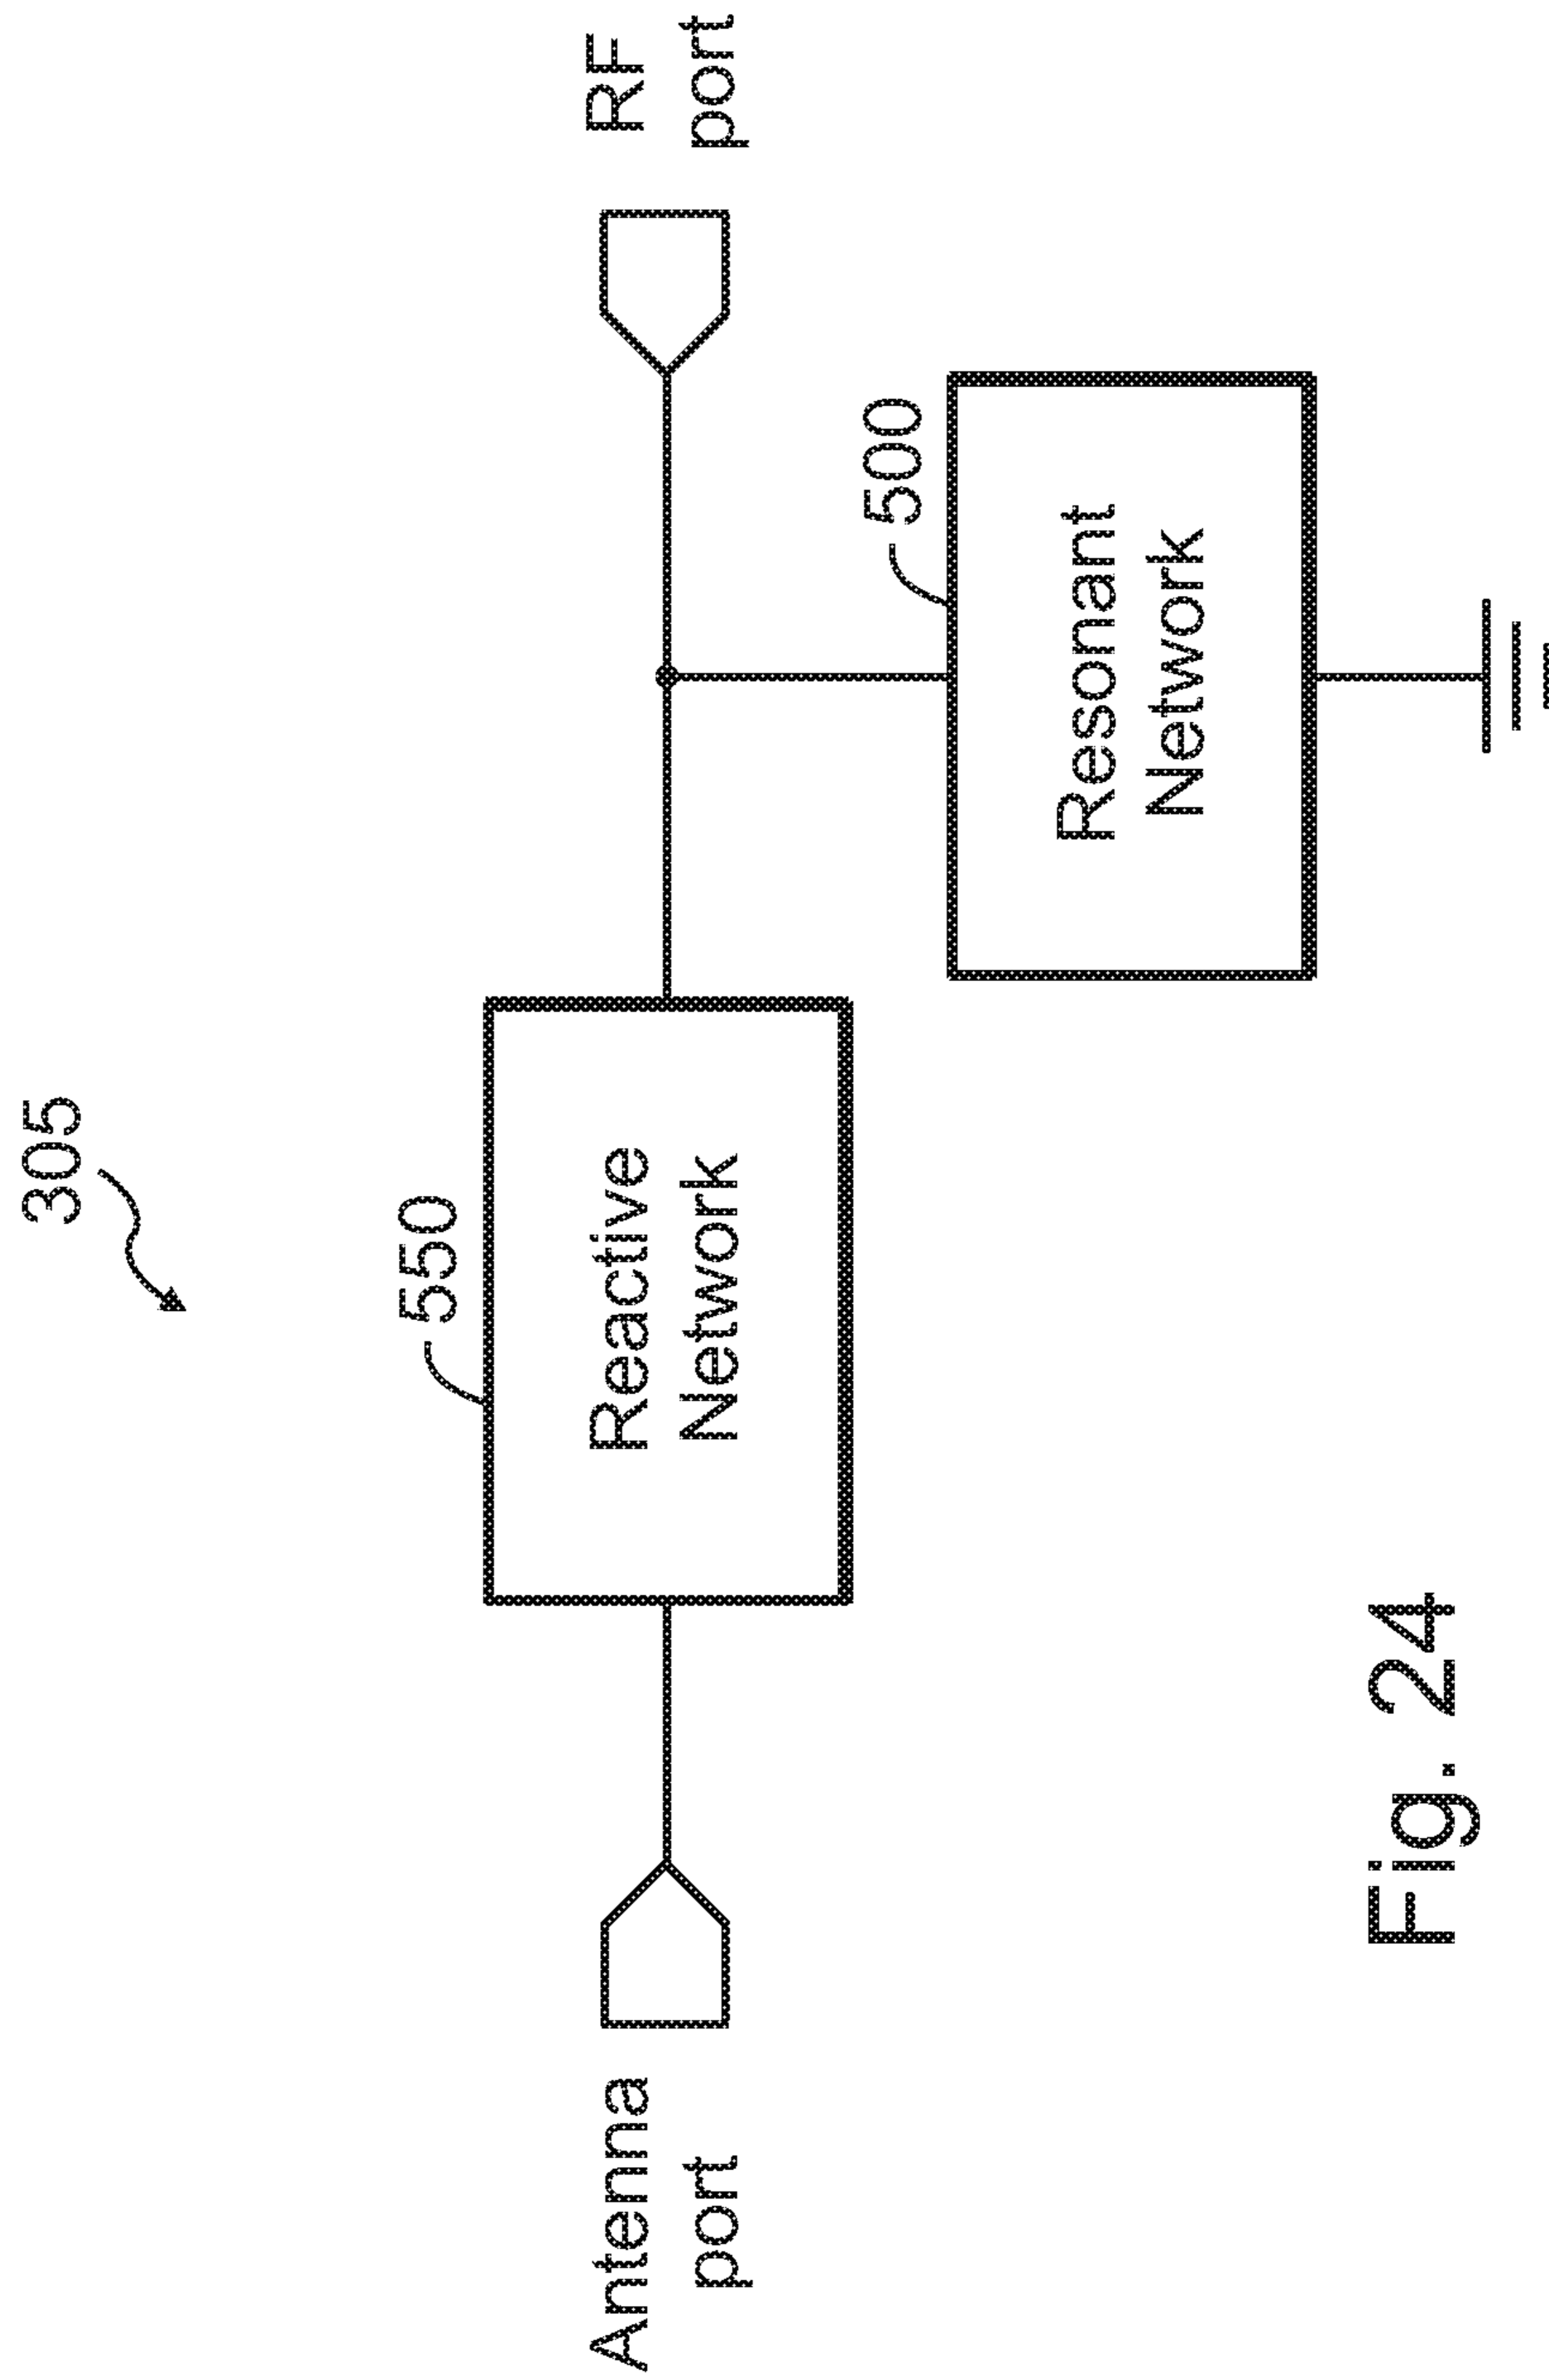 305
550
Reactive
Network
Antenna
port
RF
port
500
Resonant
Network
Fig. 24